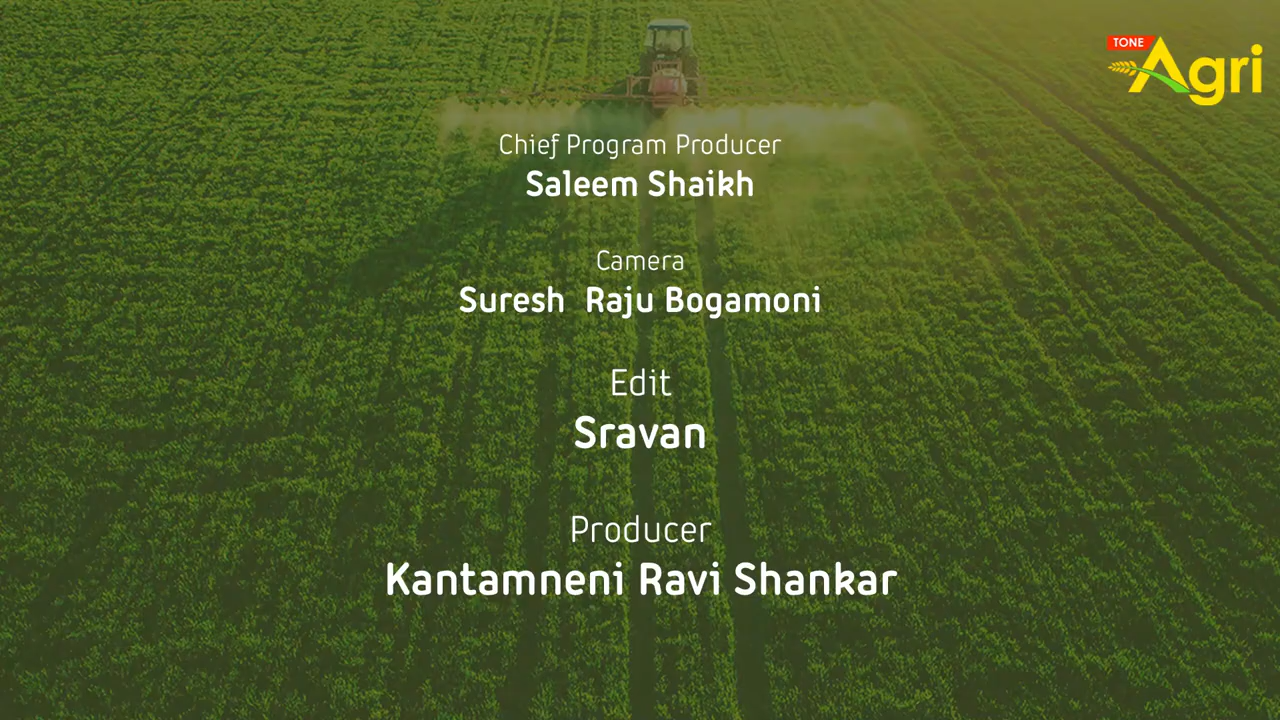 TONE
Agri
Chief Program Producer
Saleem Shaikh
Camera
Suresh  Raju Bogamoni
Edit
Sravan
Producer
Kantamneni Ravi Shankar